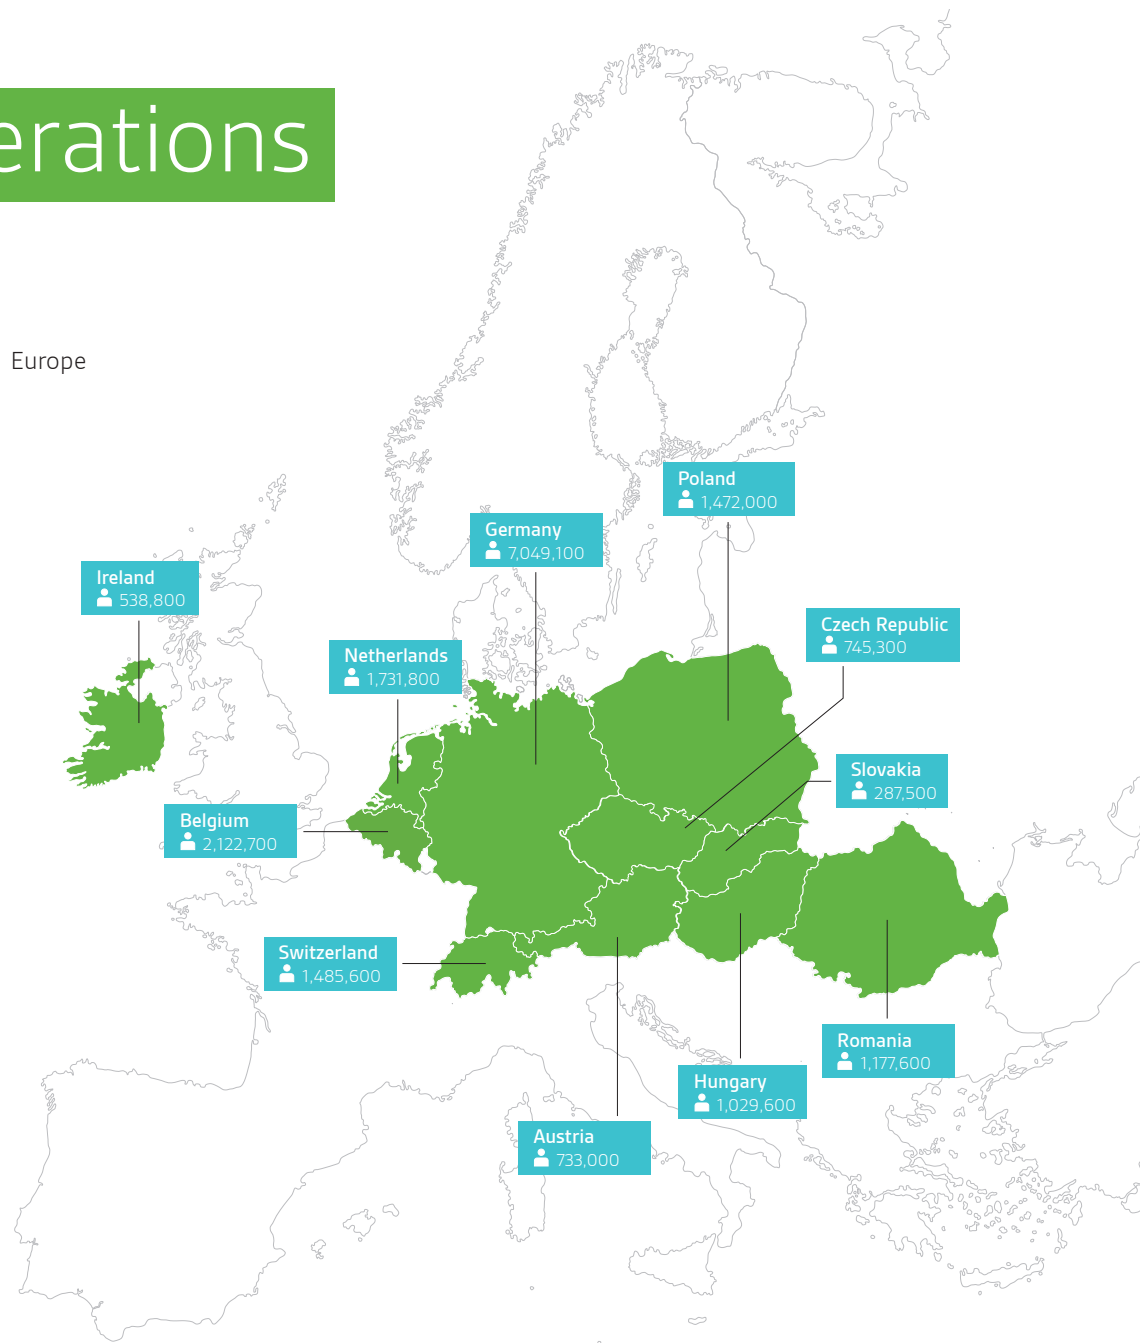 erations
Europe
Poland
1,472,000
Germany
7,049,100
Ireland
538,800
Czech Republic
745,300
Netherlands
1,731,800
Slovakia
287,500
Belgium
2,122,700
Switzerland
1,485,600
Romania
1,177,600
Hungary
1,029,600
Austria
733,000